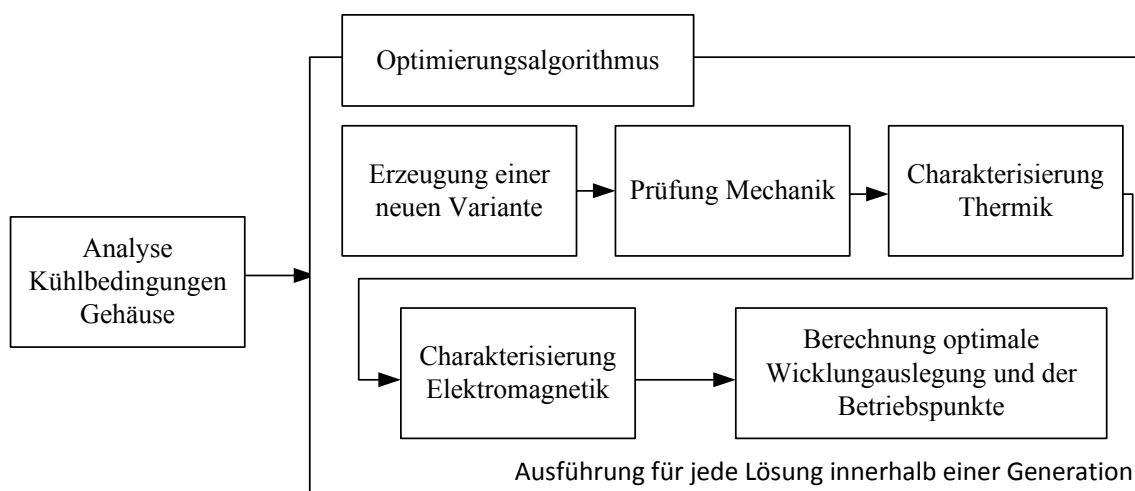 Optimierungsalgorithmus
Erzeugung einer
neuen Variante
Prüfung Mechanik
Charakterisierung
Thermik
Analyse
Kühlbedingungen
Gehäuse
Charakterisierung
Elektromagnetik
Berechnung optimale
Wicklungauslegung und der
Betriebspunkte
Ausführung für jede Lösung innerhalb einer Generation